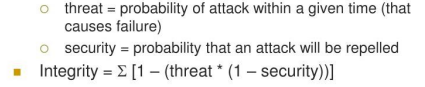 threat = probability of attack within a given time (that
causes failure)
security = probability that an attack will be repelled
Integrity = Σ [1 – (threat * (1 – security))]